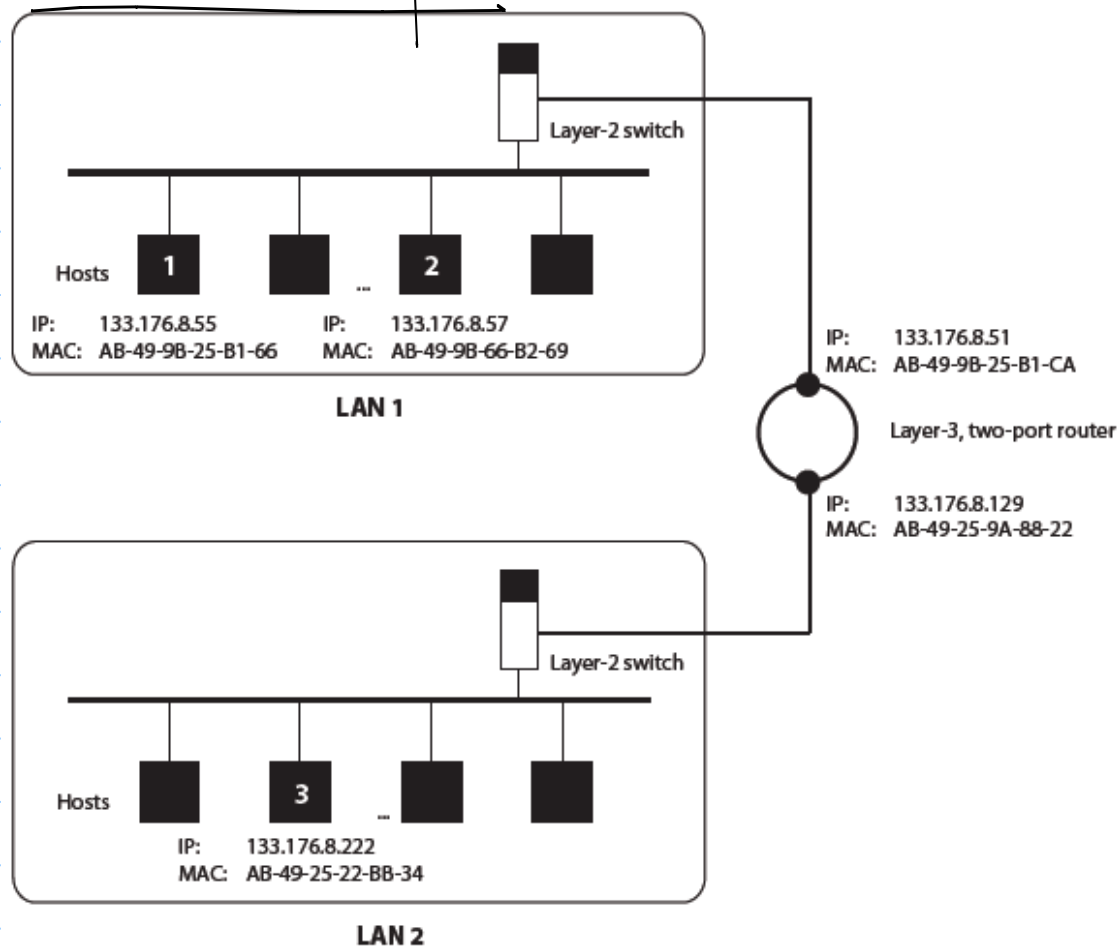 Layer-2 switch
Hosts
1
2
...
IP: 133.176.8.55
MAC: AB-49-9B-25-B1-66
IP: 133.176.8.57
MAC: AB-49-9B-66-B2-69
LAN 1
IP: 133.176.8.51
MAC: AB-49-9B-25-B1-CA
Layer-3, two-port router
IP: 133.176.8.129
MAC: AB-49-25-9A-88-22
Layer-2 switch
Hosts
3
...
IP: 133.176.8.222
MAC: AB-49-25-22-BB-34
LAN 2